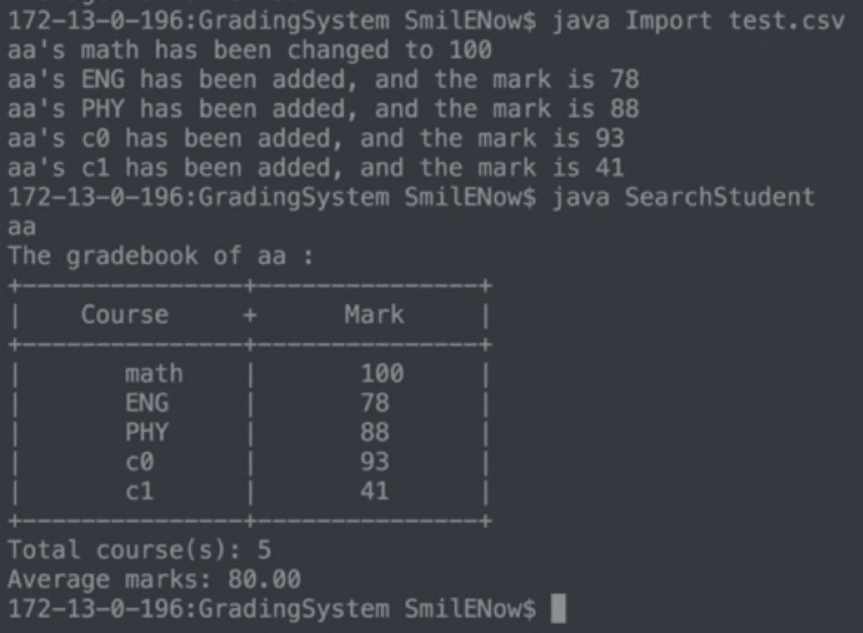 172-13-0-196:GradingSystem SmilENow$ java Import test.csv
aa's math has been changed to 100
aa's ENG has been added, and the mark is 78
aa's PHY has been added, and the mark is 88
aa's c0 has been added, and the mark is 93
aa's c1 has been added, and the mark is 41
172-13-0-196:GradingSystem SmilENow$ java SearchStudent
aa
The gradebook of aa :
+---------------+---------------+
|    Course     +      Mark     |
+---------------+---------------+
|       math    |       100     |
|       ENG     |       78      |
|       PHY     |       88      |
|       c0      |       93      |
|       c1      |       41      |
+---------------+---------------+
Total course(s): 5
Average marks: 80.00
172-13-0-196:GradingSystem SmilENow$